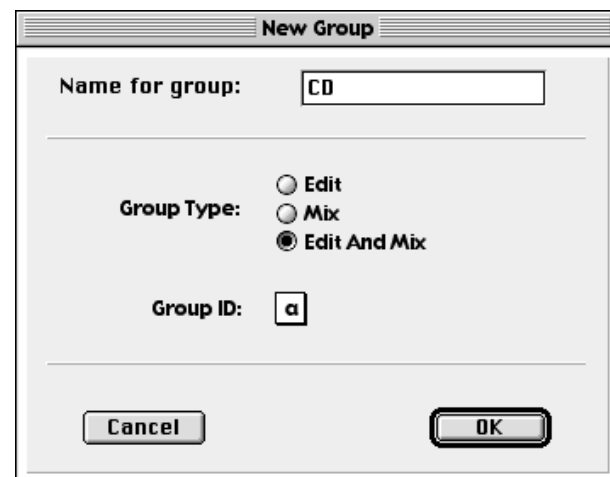 New Group
Name for group: CD
Edit
Group Type: Mix
Edit And Mix
Group ID: a
Cancel OK